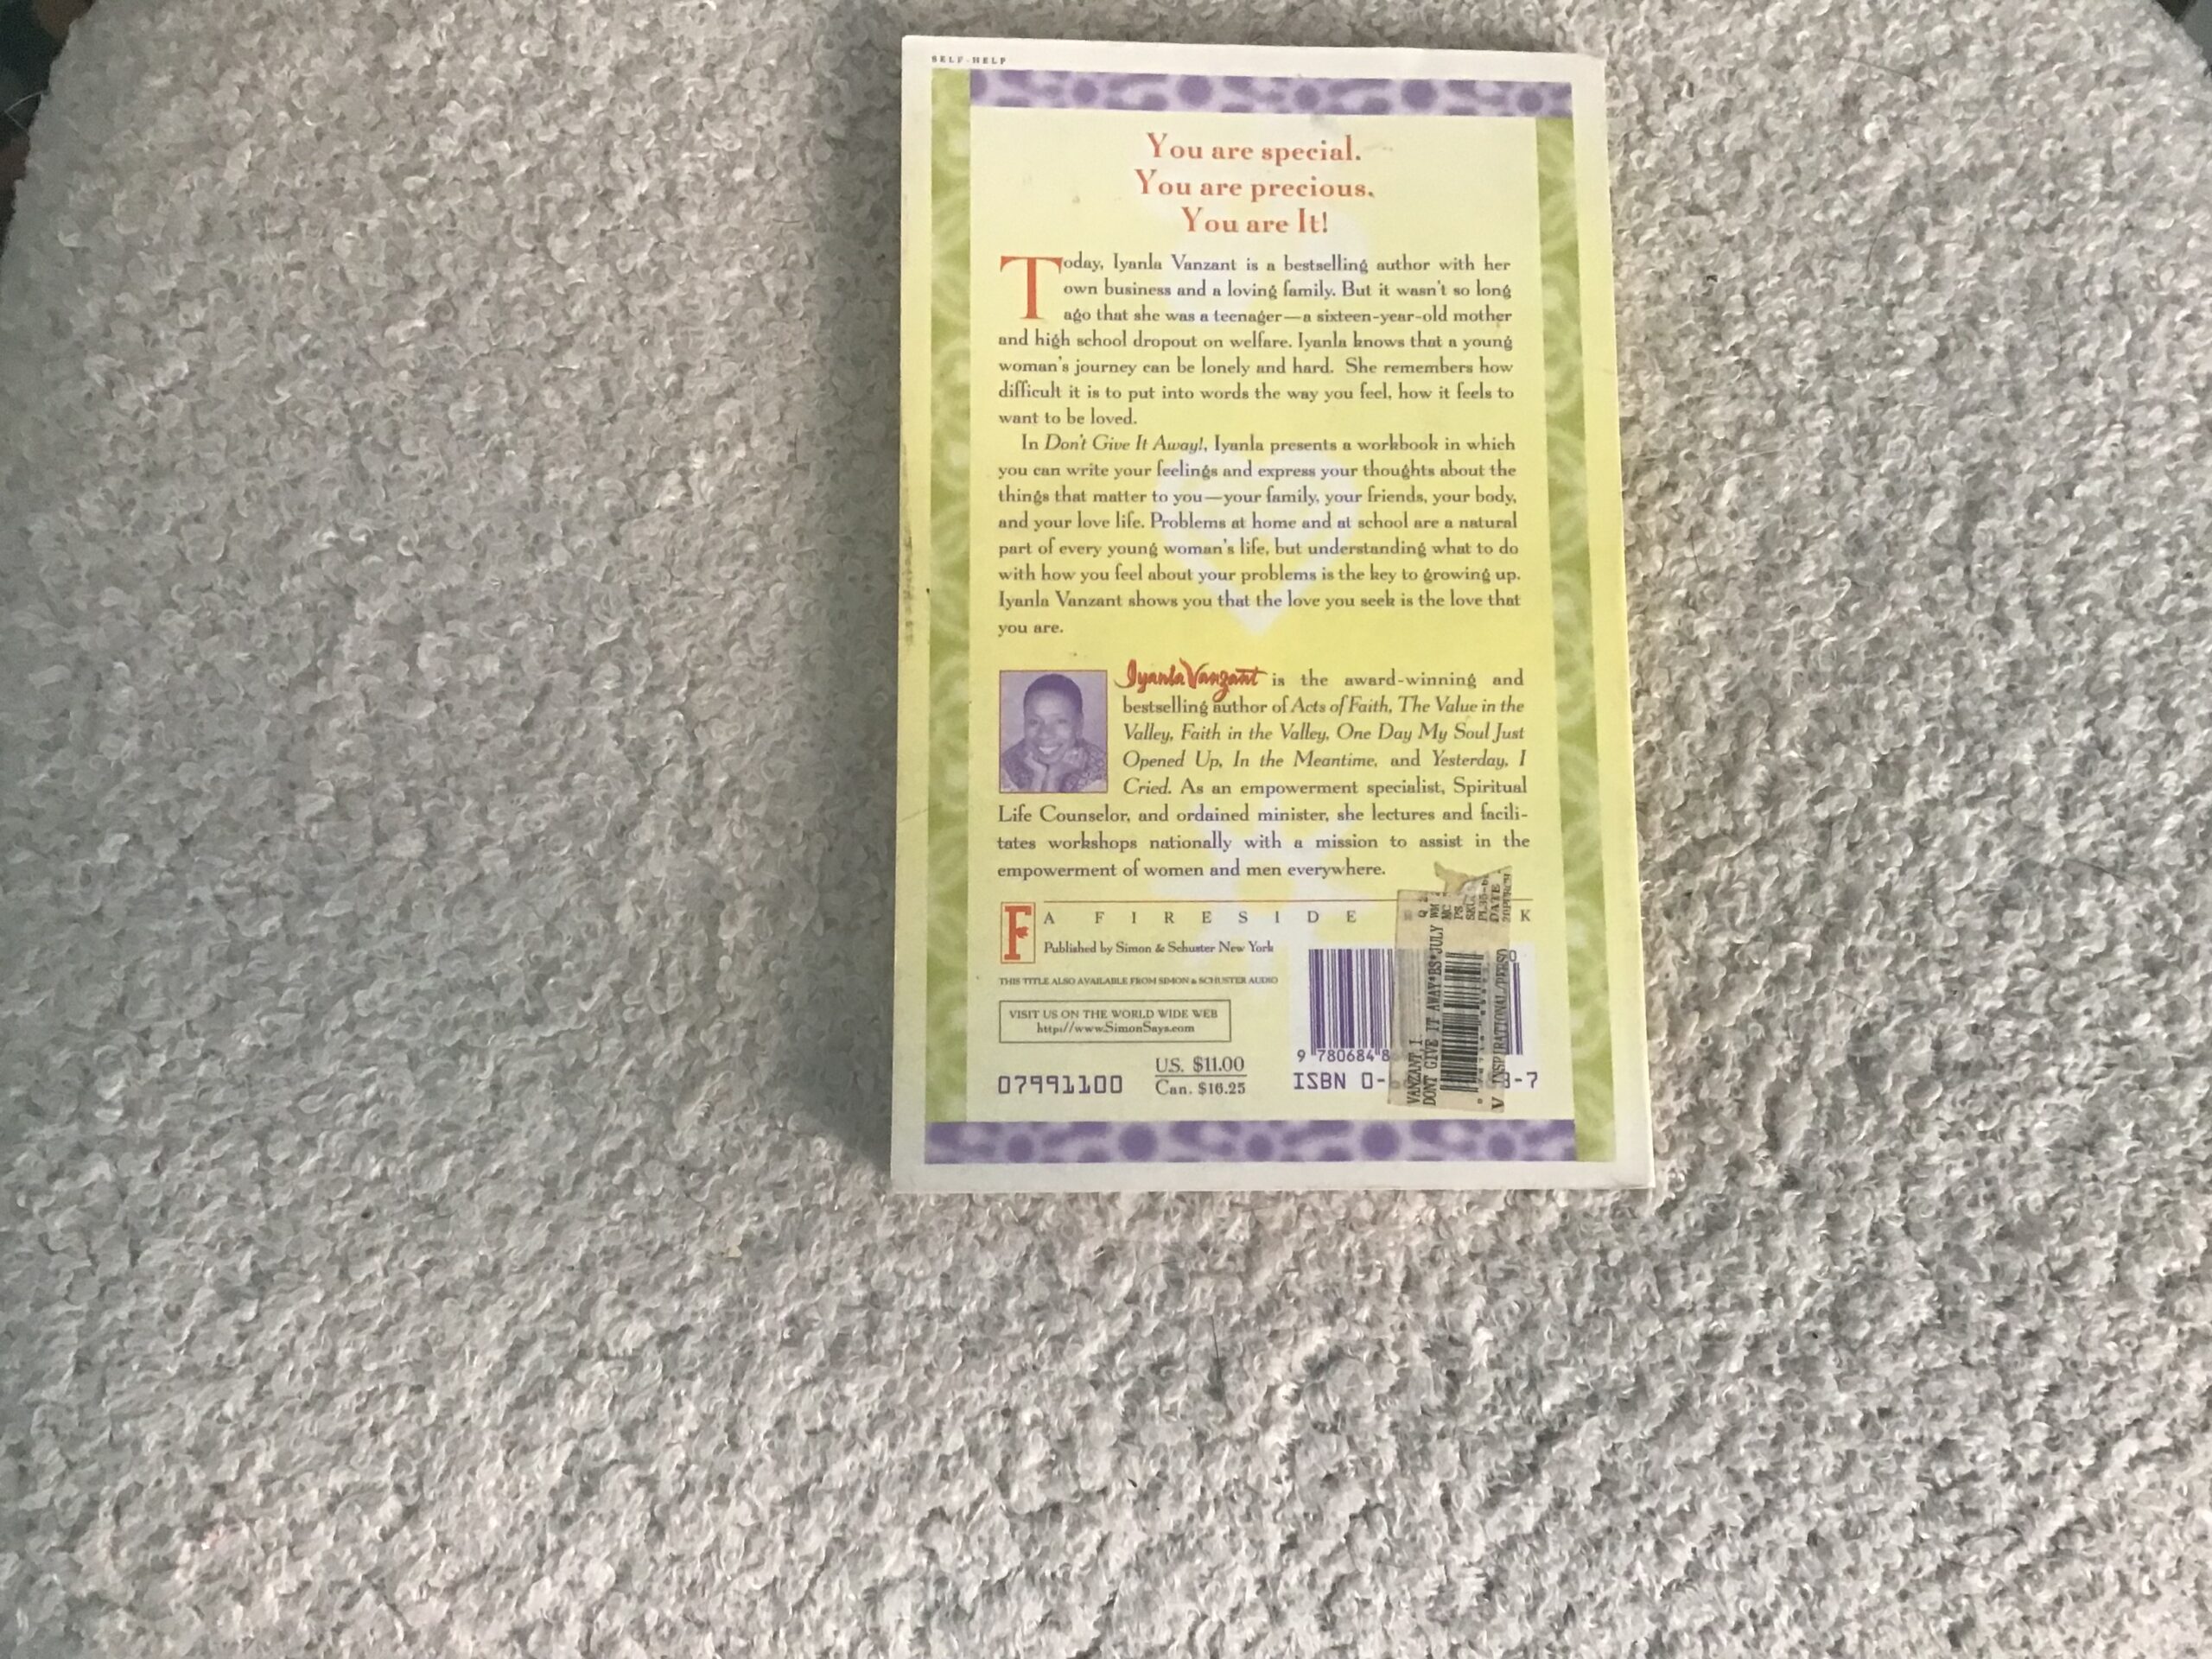 SELF-HELP
You are special.
You are precious.
You are It!
Today, Iyanla Vanzant is a bestselling author with her
own business and a loving family. But it wasn't so long
ago that she was a teenager—a sixteen-year-old mother
and high school dropout on welfare. Iyanla knows that a young
woman's journey can be lonely and hard. She remembers how
difficult it is to put into words the way you feel, how it feels to
want to be loved.
In Don't Give It Away!, Iyanla presents a workbook in which
you can write your feelings and express your thoughts about the
things that matter to you—your family, your friends, your body,
and your love life. Problems at home and at school are a natural
part of every young woman's life, but understanding what to do
with how you feel about your problems is the key to growing up.
Iyanla Vanzant shows you that the love you seek is the love that
you are.
Iyanla Vanzant is the award-winning and
bestselling author of Acts of Faith, The Value in the
Valley, Faith in the Valley, One Day My Soul Just
Opened Up, In the Meantime, and Yesterday, I
Cried. As an empowerment specialist, Spiritual
Life Counselor, and ordained minister, she lectures and facili-
tates workshops nationally with a mission to assist in the
empowerment of women and men everywhere.
F
A FIRESIDE K
Published by Simon & Schuster New York
THIS TITLE ALSO AVAILABLE FROM SIMON & SCHUSTER AUDIO
VISIT US ON THE WORLD WIDE WEB
http://www.SimonSays.com
07991100
U.S. $11.00
Can. $16.25
9 780684 8
ISBN 0- 3-7
VANZANT, I.
DONT GIVE IT AWAY*BS*JULY
V INSPIRATIONAL/PERSO
DATE